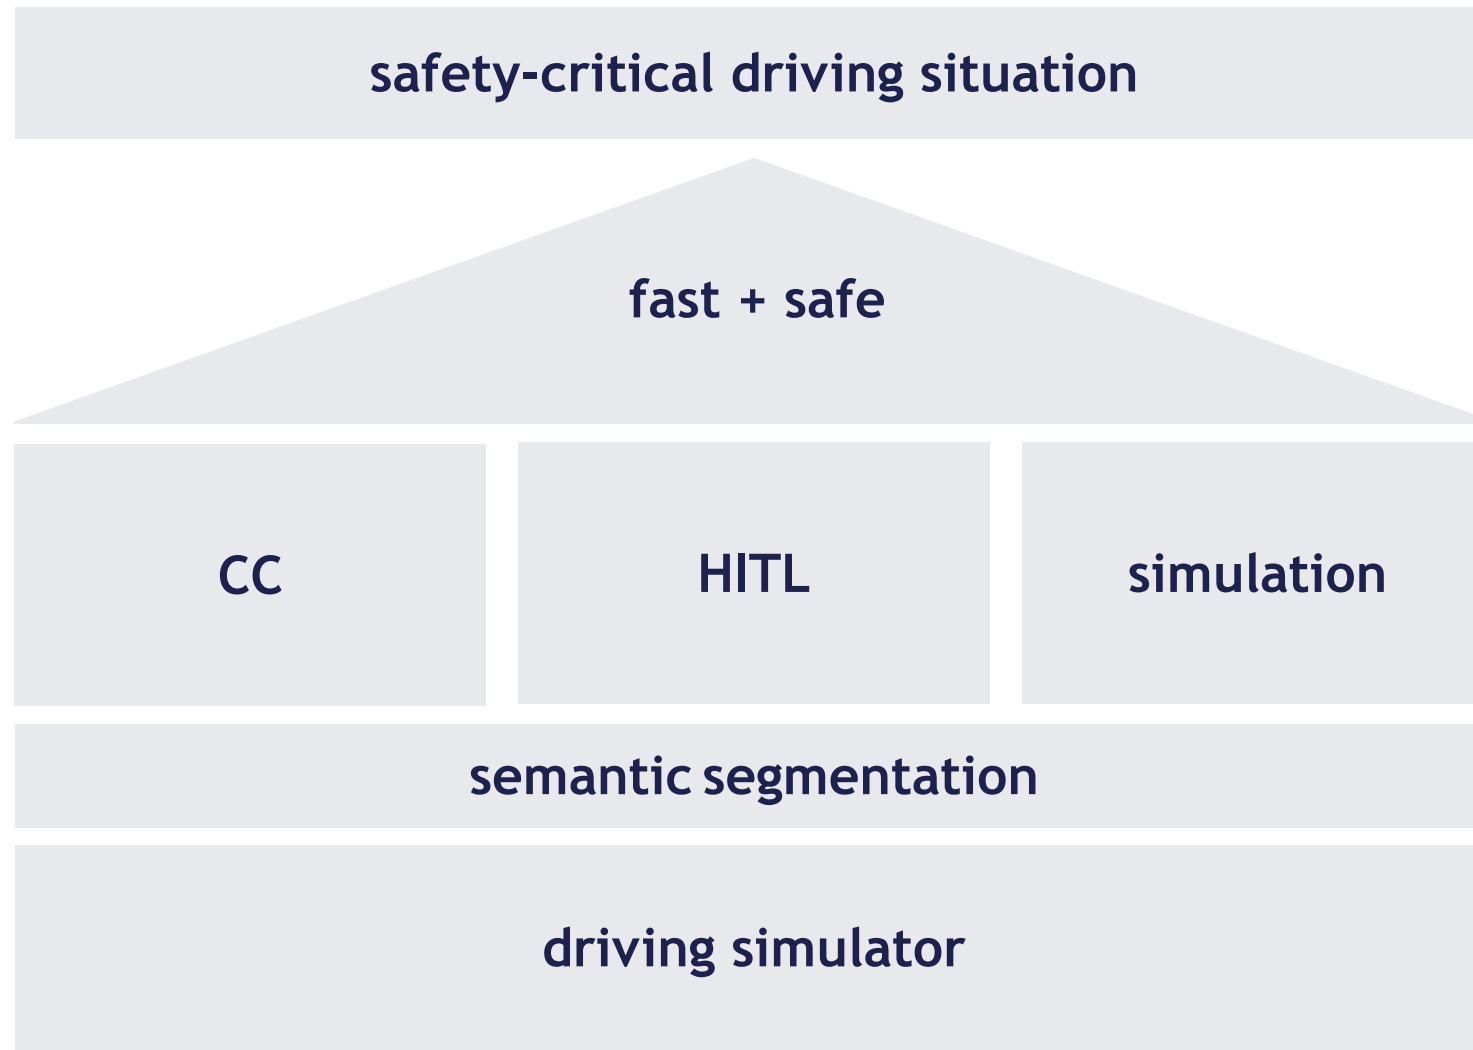 safety-critical driving situation
fast + safe
CC
HITL
simulation
semantic segmentation
driving simulator